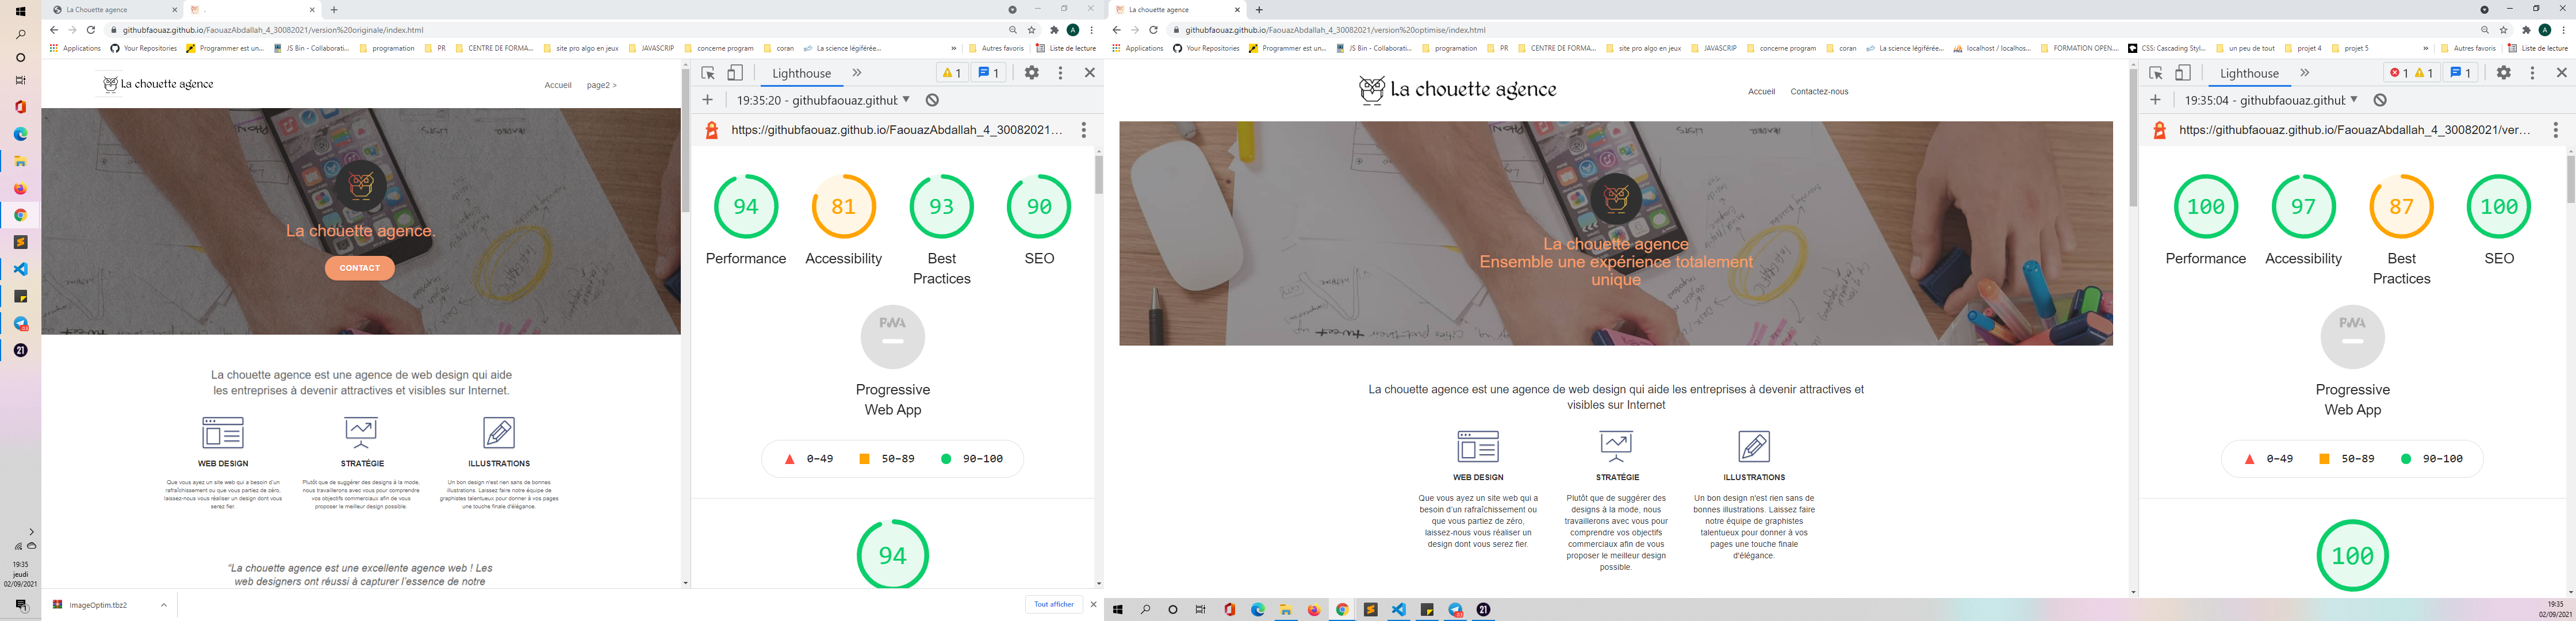 La Chouette agence
.
githubfaouaz.github.io/FaouazAbdallah_4_30082021/version%20originale/index.html
Applications
Your Repositories
Programmer est un...
JS Bin - Collaborati...
programation
PR
CENTRE DE FORMA...
site pro algo en jeux
JAVASCRIP
concerne program
coran
La science légiférée...
»
Autres favoris
Liste de lecture
La chouette agence
Accueil
page2 >
La chouette agence.
CONTACT
La chouette agence est une agence de web design qui aide
les entreprises à devenir attractives et visibles sur Internet.
WEB DESIGN
STRATÉGIE
ILLUSTRATIONS
Que vous ayez un site web qui a besoin d'un
rafraîchissement ou que vous partiez de zéro,
laissez-nous vous réaliser un design dont vous
serez fier.
Plutôt que de suggérer des designs à la mode,
nous travaillerons avec vous pour comprendre
vos objectifs commerciaux afin de vous
proposer le meilleur design possible.
Un bon design n'est rien sans de bonnes
illustrations. Laissez faire notre équipe de
graphistes talentueux pour donner à vos pages
une touche finale d'élégance.
"La chouette agence est une excellente agence web ! Les
web designers ont réussi à capturer l'essence de notre
Lighthouse
1
1
19:35:20 - githubfaouaz.github
https://githubfaouaz.github.io/FaouazAbdallah_4_30082021...
94
Performance
81
Accessibility
93
Best
Practices
90
SEO
PWA
Progressive
Web App
0–49
50–89
90–100
94
ImageOptim.tbz2
Tout afficher
19:35
jeudi
02/09/2021
La chouette agence
githubfaouaz.github.io/FaouazAbdallah_4_30082021/version%20optimise/index.html
Applications
Your Repositories
Programmer est un...
JS Bin - Collaborati...
programation
PR
CENTRE DE FORMA...
site pro algo en jeux
JAVASCRIP
concerne program
coran
La science légiférée...
localhost / localhos...
FORMATION OPEN...
CSS: Cascading Styl...
un peu de tout
projet 4
projet 5
»
Autres favoris
Liste de lecture
La chouette agence
Accueil
Contactez-nous
La chouette agence
Ensemble une expérience totalement
unique
La chouette agence est une agence de web design qui aide les entreprises à devenir attractives et
visibles sur Internet
WEB DESIGN
STRATÉGIE
ILLUSTRATIONS
Que vous ayez un site web qui a
besoin d'un rafraîchissement ou
que vous partiez de zéro,
laissez-nous vous réaliser un
design dont vous serez fier.
Plutôt que de suggérer des
designs à la mode, nous
travaillerons avec vous pour
comprendre vos objectifs
commerciaux afin de vous
proposer le meilleur design
possible.
Un bon design n'est rien sans de
bonnes illustrations. Laissez faire
notre équipe de graphistes
talentueux pour donner à vos
pages une touche finale
d'élégance.
Lighthouse
1
1
1
19:35:04 - githubfaouaz.github
https://githubfaouaz.github.io/FaouazAbdallah_4_30082021/ver...
100
Performance
97
Accessibility
87
Best
Practices
100
SEO
PWA
Progressive
Web App
0–49
50–89
90–100
100
19:35
02/09/2021